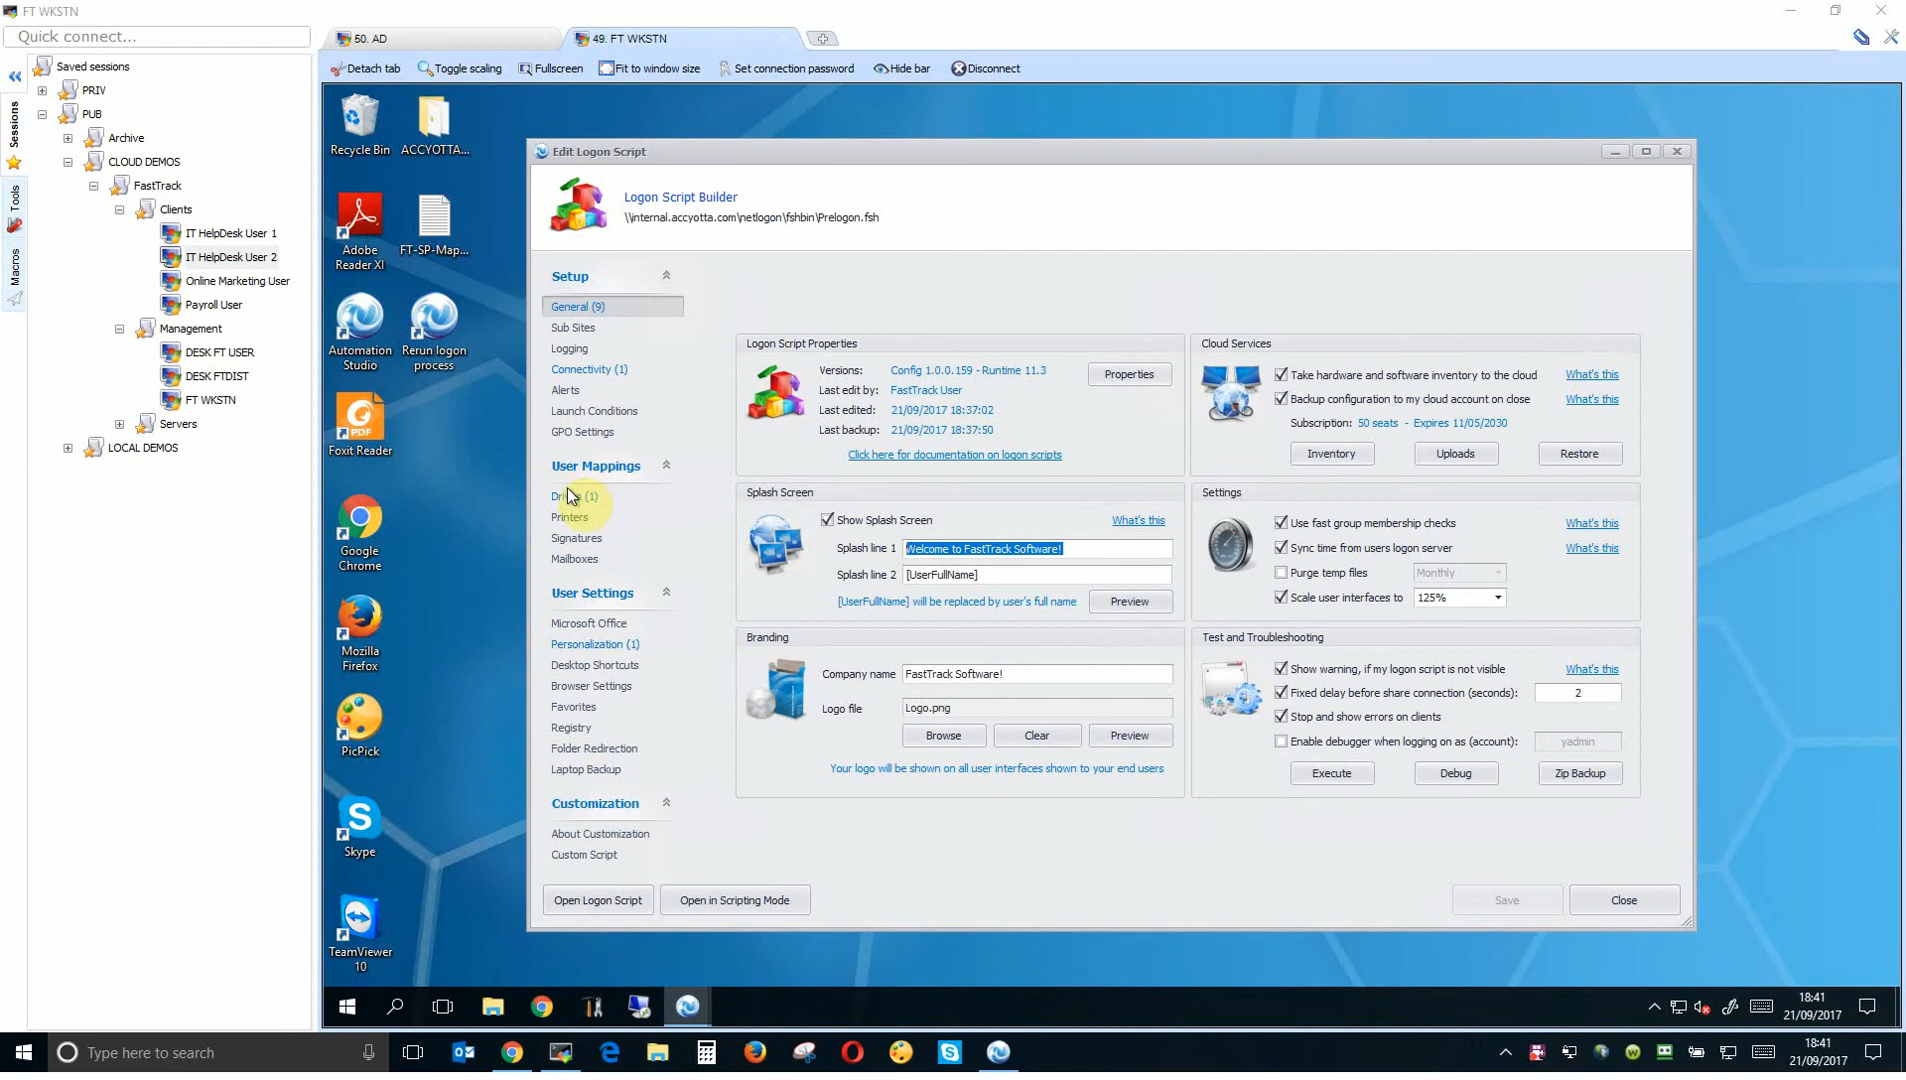 FT WKSTN
Quick connect...
50. AD
49. FT WKSTN
Detach tab
Toggle scaling
Fullscreen
Fit to window size
Set connection password
Hide bar
Disconnect
Sessions
Tools
Macros
Saved sessions
PRIV
PUB
Archive
CLOUD DEMOS
FastTrack
Clients
IT HelpDesk User 1
IT HelpDesk User 2
Online Marketing User
Payroll User
Management
DESK FT USER
DESK FTDIST
FT WKSTN
Servers
LOCAL DEMOS
Recycle Bin
ACCYOTTA...
Adobe
Reader XI
FT-SP-Map...
Automation
Studio
Rerun logon
process
Foxit Reader
Google
Chrome
Mozilla
Firefox
PicPick
Skype
TeamViewer
10
Edit Logon Script
Logon Script Builder
\\internal.accyotta.com\netlogon\fshbin\Prelogon.fsh
Setup
General (9)
Sub Sites
Logging
Connectivity (1)
Alerts
Launch Conditions
GPO Settings
User Mappings
(1)
Printers
Signatures
Mailboxes
User Settings
Microsoft Office
Personalization (1)
Desktop Shortcuts
Browser Settings
Favorites
Registry
Folder Redirection
Laptop Backup
Customization
About Customization
Custom Script
Logon Script Properties
Versions: Config 1.0.0.159 - Runtime 11.3
Last edit by: FastTrack User
Last edited: 21/09/2017 18:37:02
Last backup: 21/09/2017 18:37:50
Properties
Click here for documentation on logon scripts
Cloud Services
Take hardware and software inventory to the cloud What's this
Backup configuration to my cloud account on close What's this
Subscription: 50 seats - Expires 11/05/2030
Inventory Uploads Restore
Splash Screen
Show Splash Screen What's this
Splash line 1 Welcome to FastTrack Software!
Splash line 2 [UserFullName]
[UserFullName] will be replaced by user's full name Preview
Settings
Use fast group membership checks What's this
Sync time from users logon server What's this
Purge temp files Monthly
Scale user interfaces to 125%
Branding
Company name FastTrack Software!
Logo file Logo.png
Browse Clear Preview
Your logo will be shown on all user interfaces shown to your end users
Test and Troubleshooting
Show warning, if my logon script is not visible What's this
Fixed delay before share connection (seconds): 2
Stop and show errors on clients
Enable debugger when logging on as (account): yadmin
Execute Debug Zip Backup
Open Logon Script Open in Scripting Mode Save Close
18:41
21/09/2017
Type here to search
18:41
21/09/2017